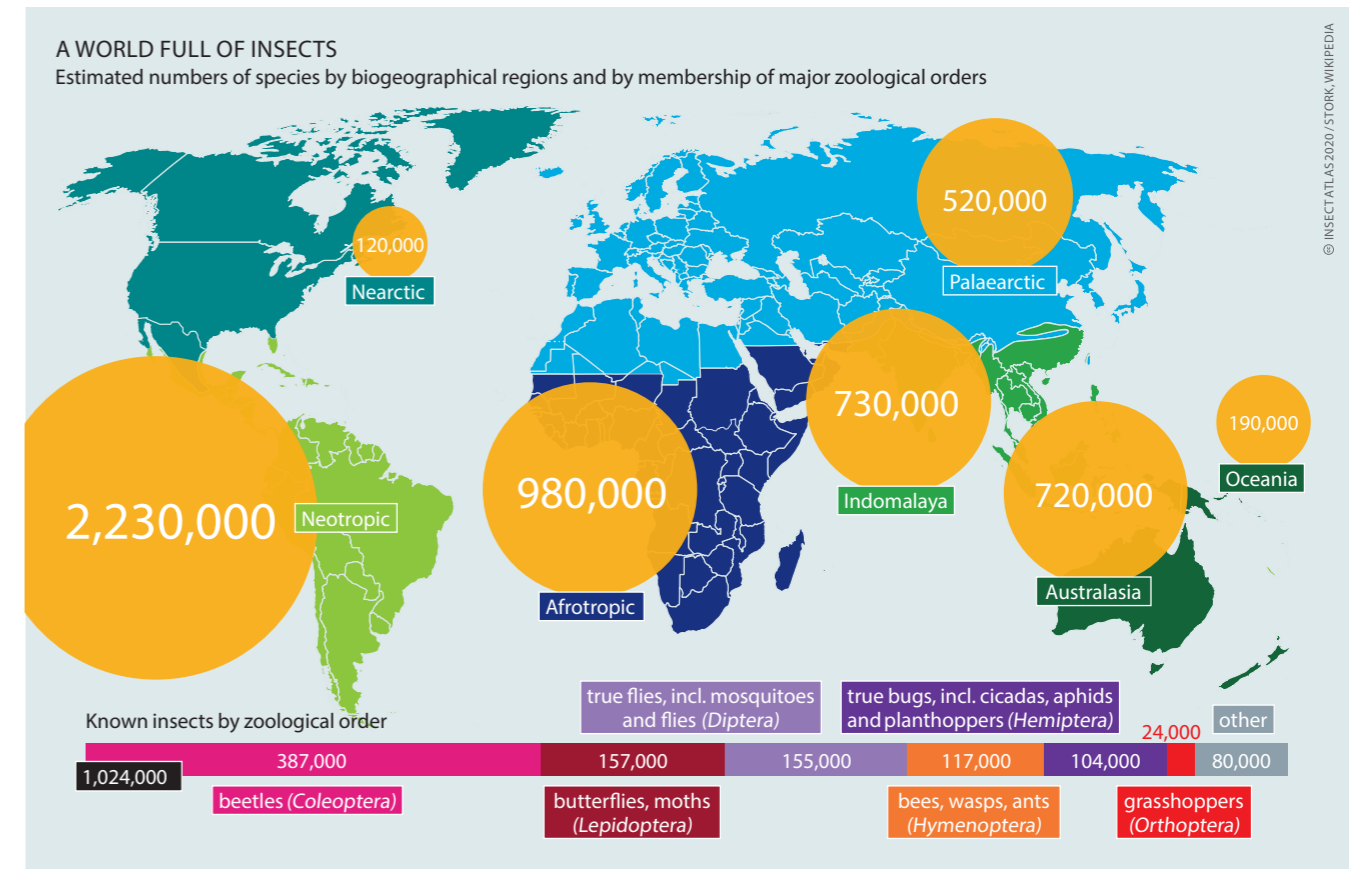 A WORLD FULL OF INSECTS
Estimated numbers of species by biogeographical regions and by membership of major zoological orders
© INSECT ATLAS 2020 / STORK, WIKIPEDIA
520,000
Palaearctic
120,000
Nearctic
730,000
Indomalaya
190,000
Oceania
2,230,000
Neotropic
980,000
Afrotropic
720,000
Australasia
Known insects by zoological order
1,024,000
387,000
beetles (Coleoptera)
157,000
butterflies, moths
(Lepidoptera)
true flies, incl. mosquitoes
and flies (Diptera)
155,000
117,000
bees, wasps, ants
(Hymenoptera)
true bugs, incl. cicadas, aphids
and planthoppers (Hemiptera)
104,000
24,000
grasshoppers
(Orthoptera)
other
80,000